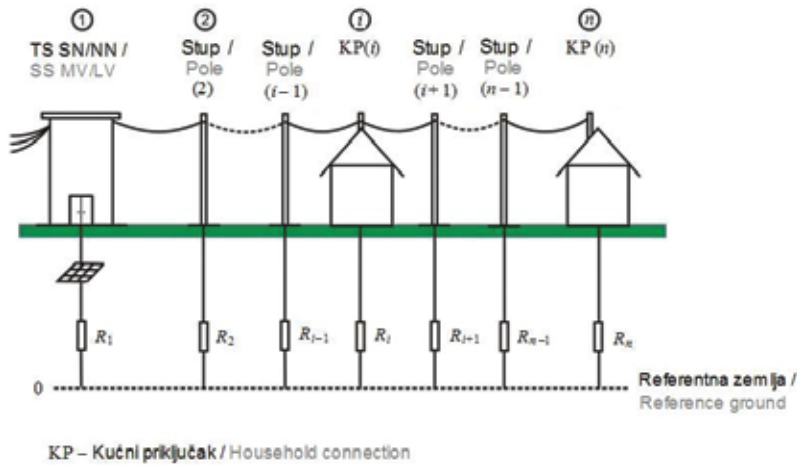 ① ② ⓘ ⓝ
TS SN/NN / Stup / KP(i) Stup / Stup / KP (n)
SS MV/LV Pole Pole Pole Pole
(2) (i–1) (i+1) (n–1)
R₁ R₂ Rᵢ₋₁ Rᵢ Rᵢ₊₁ Rₙ₋₁ Rₙ
0
Referentna zemlja /
Reference ground
KP – Kućni priključak / Household connection